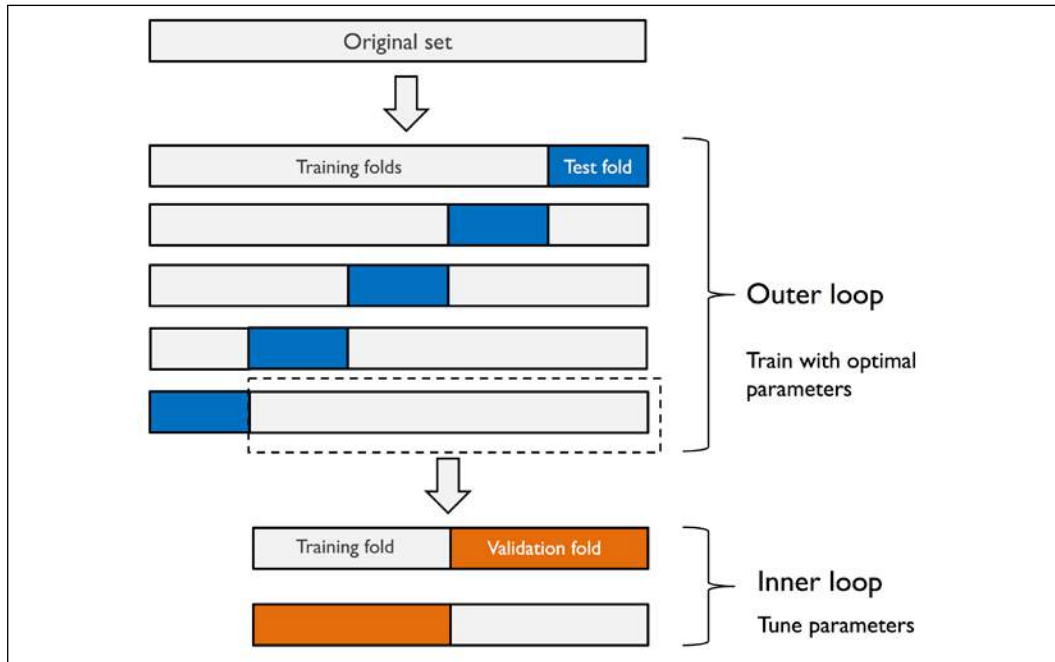 Original set
Training folds
Test fold
Outer loop
Train with optimal
parameters
Training fold
Validation fold
Inner loop
Tune parameters